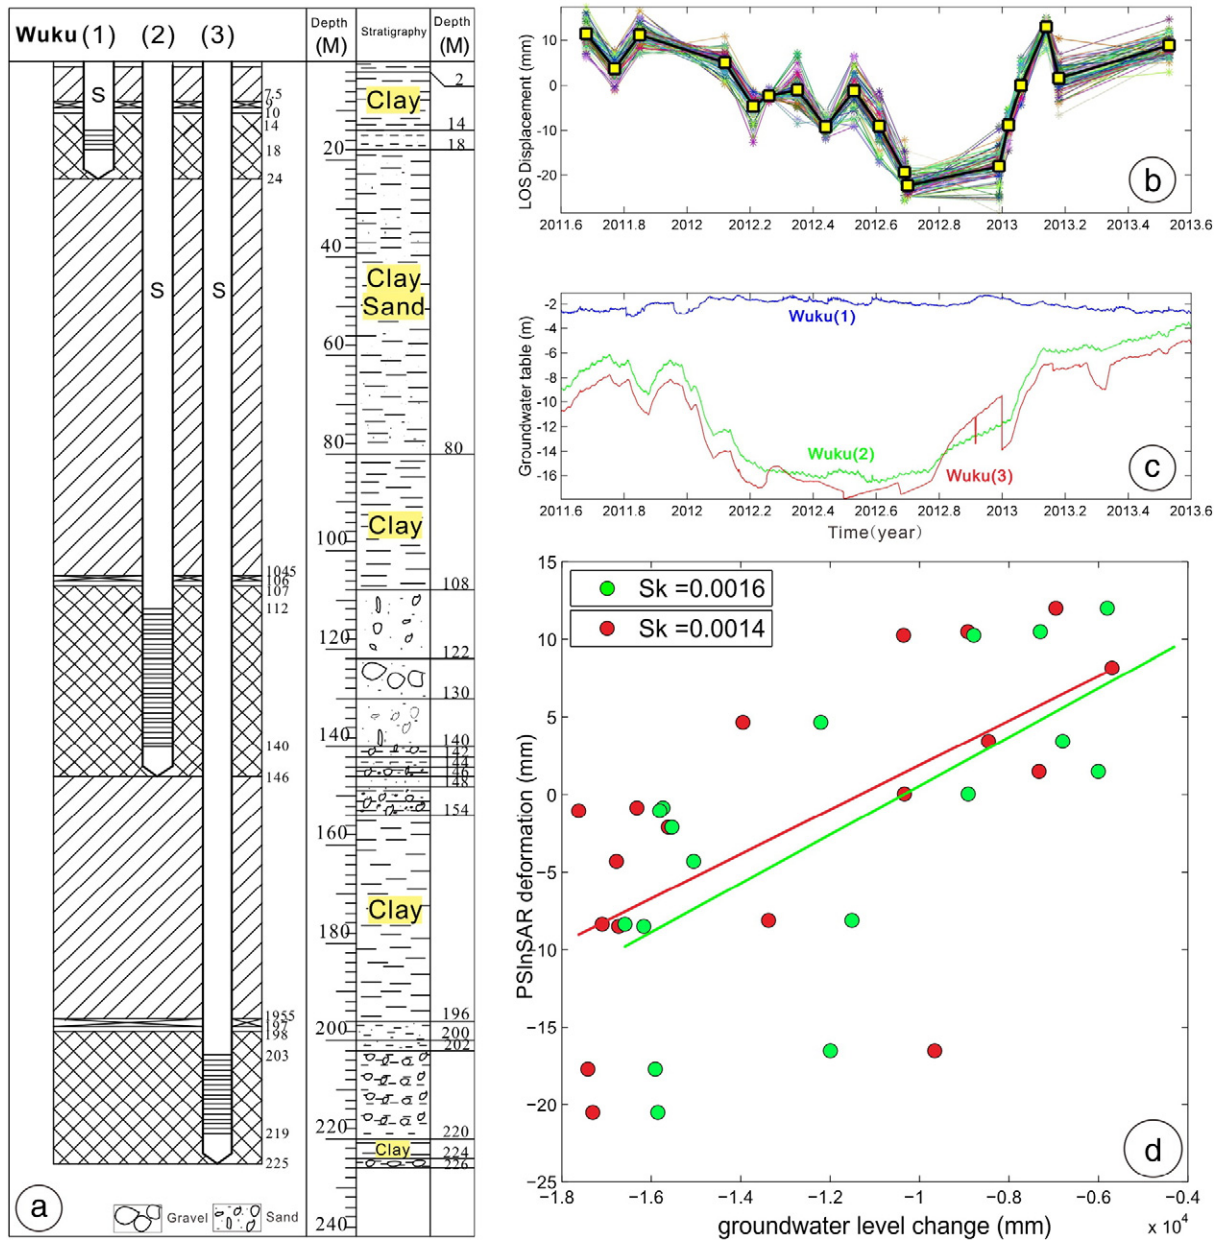 Wuku (1) (2) (3)
Depth (M)
Stratigraphy
Depth (M)
S
S
S
7.5
9
10
14
18
24
1045
106
107
112
140
146
1955
197
198
203
219
225
20
40
60
80
100
120
140
160
180
200
220
240
Clay
Clay
Sand
Clay
Clay
Clay
2
14
18
80
108
122
130
140
42
44
46
48
154
196
200
202
220
224
226
Gravel
Sand
a
LOS Displacement (mm)
10
0
-10
-20
2011.6 2011.8 2012 2012.2 2012.4 2012.6 2012.8 2013 2013.2 2013.4 2013.6
b
Groundwater table (m)
-2
-4
-6
-8
-10
-12
-14
-16
Wuku(1)
Wuku(2)
Wuku(3)
2011.6 2011.8 2012 2012.2 2012.4 2012.6 2012.8 2013 2013.2 2013.4 2013.6
Time(year)
c
PSInSAR deformation (mm)
15
10
5
0
−5
−10
−15
−20
−25
Sk =0.0016
Sk =0.0014
−1.8 −1.6 −1.4 −1.2 −1 −0.8 −0.6 −0.4
groundwater level change (mm)
x 10⁴
d